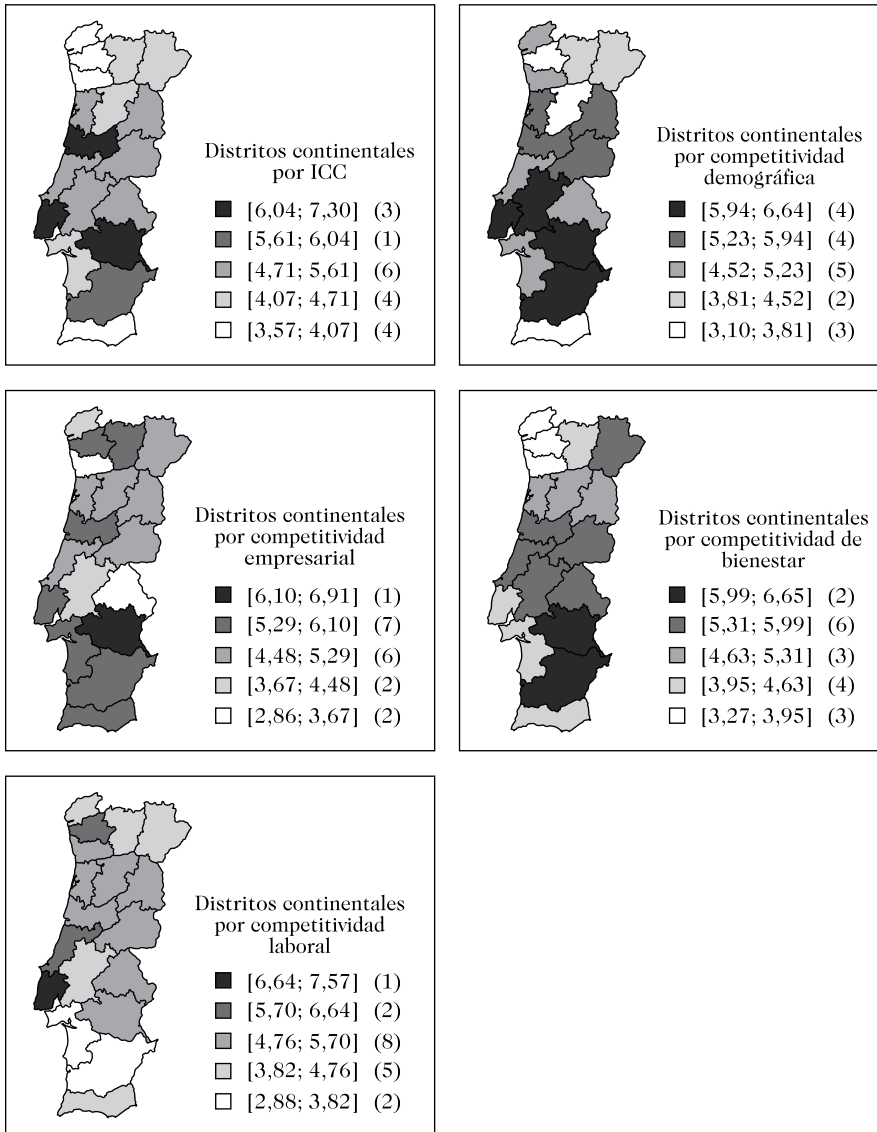 Distritos continentales
por ICC
[6,04; 7,30] (3)
[5,61; 6,04] (1)
[4,71; 5,61] (6)
[4,07; 4,71] (4)
[3,57; 4,07] (4)
Distritos continentales
por competitividad
demográfica
[5,94; 6,64] (4)
[5,23; 5,94] (4)
[4,52; 5,23] (5)
[3,81; 4,52] (2)
[3,10; 3,81] (3)
Distritos continentales
por competitividad
empresarial
[6,10; 6,91] (1)
[5,29; 6,10] (7)
[4,48; 5,29] (6)
[3,67; 4,48] (2)
[2,86; 3,67] (2)
Distritos continentales
por competitividad de
bienestar
[5,99; 6,65] (2)
[5,31; 5,99] (6)
[4,63; 5,31] (3)
[3,95; 4,63] (4)
[3,27; 3,95] (3)
Distritos continentales
por competitividad
laboral
[6,64; 7,57] (1)
[5,70; 6,64] (2)
[4,76; 5,70] (8)
[3,82; 4,76] (5)
[2,88; 3,82] (2)